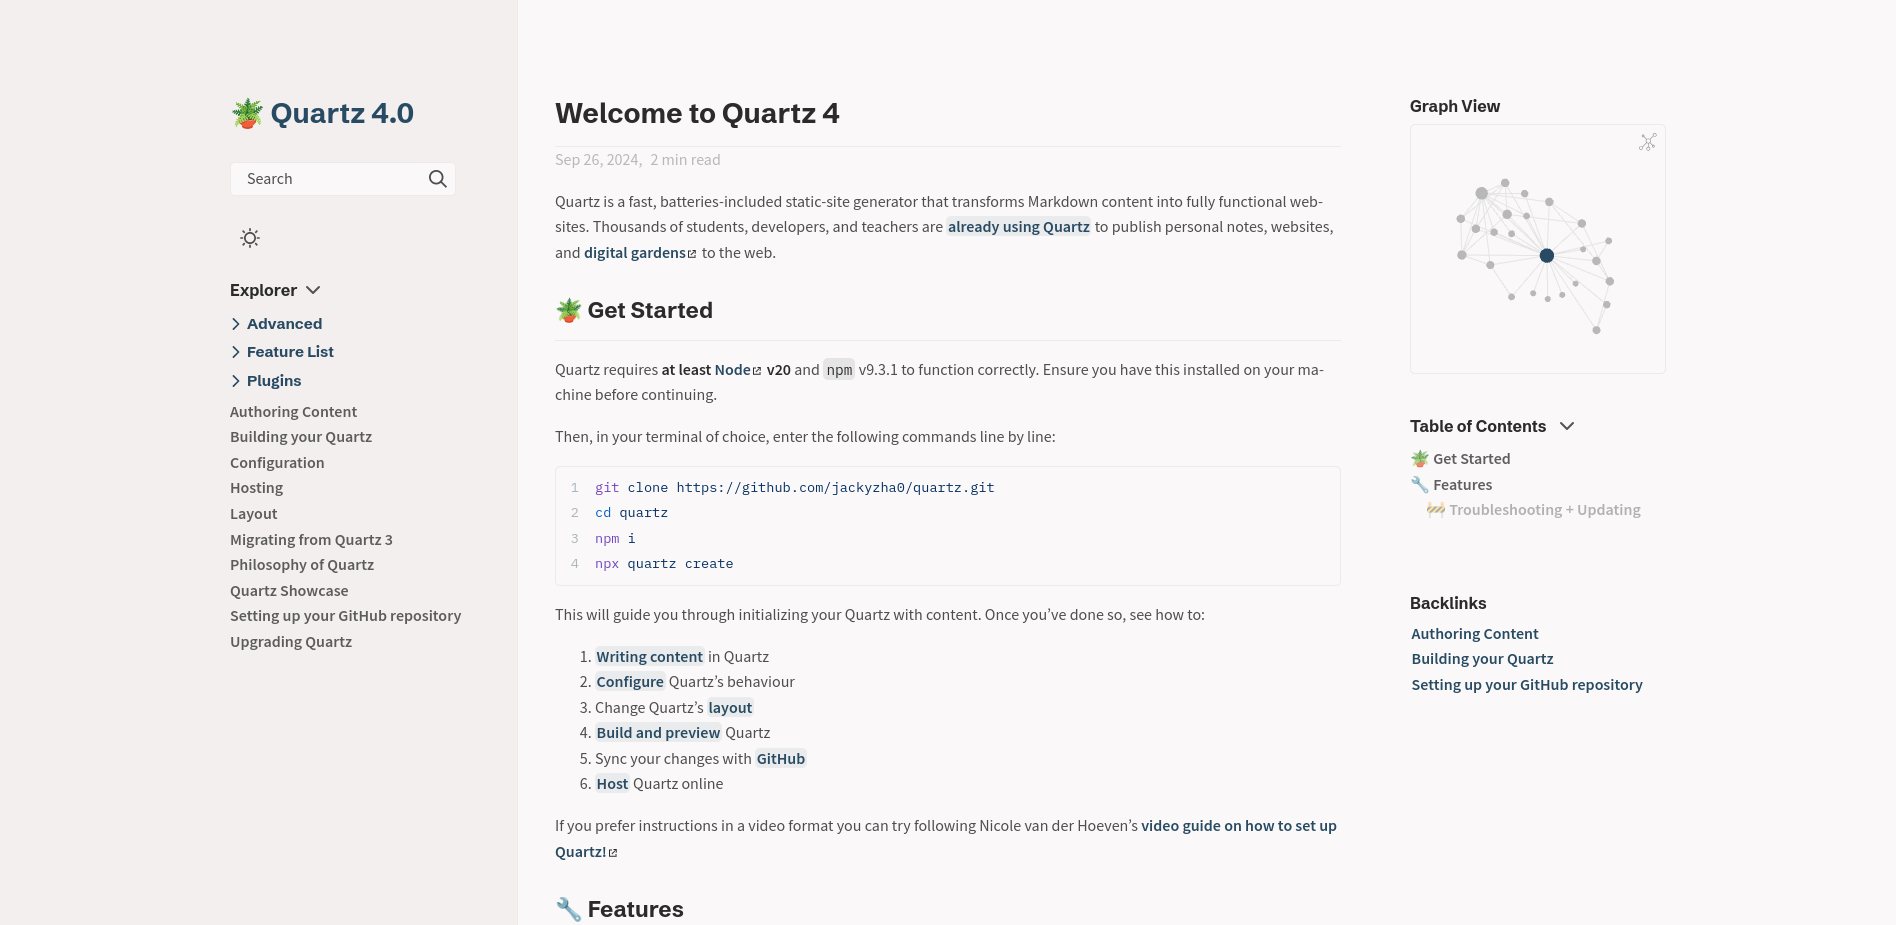 🪴 Quartz 4.0
Search
Explorer
Advanced
Feature List
Plugins
Authoring Content
Building your Quartz
Configuration
Hosting
Layout
Migrating from Quartz 3
Philosophy of Quartz
Quartz Showcase
Setting up your GitHub repository
Upgrading Quartz
Welcome to Quartz 4
Sep 26, 2024, 2 min read
Quartz is a fast, batteries-included static-site generator that transforms Markdown content into fully functional web-
sites. Thousands of students, developers, and teachers are already using Quartz to publish personal notes, websites,
and digital gardens to the web.
🪴 Get Started
Quartz requires at least Node v20 and npm v9.3.1 to function correctly. Ensure you have this installed on your ma-
chine before continuing.
Then, in your terminal of choice, enter the following commands line by line:
1 git clone https://github.com/jackyzha0/quartz.git
2 cd quartz
3 npm i
4 npx quartz create
This will guide you through initializing your Quartz with content. Once you’ve done so, see how to:
1. Writing content in Quartz
2. Configure Quartz’s behaviour
3. Change Quartz’s layout
4. Build and preview Quartz
5. Sync your changes with GitHub
6. Host Quartz online
If you prefer instructions in a video format you can try following Nicole van der Hoeven’s video guide on how to set up
Quartz!
🔧 Features
Graph View
Table of Contents
🪴 Get Started
🔧 Features
🚧 Troubleshooting + Updating
Backlinks
Authoring Content
Building your Quartz
Setting up your GitHub repository